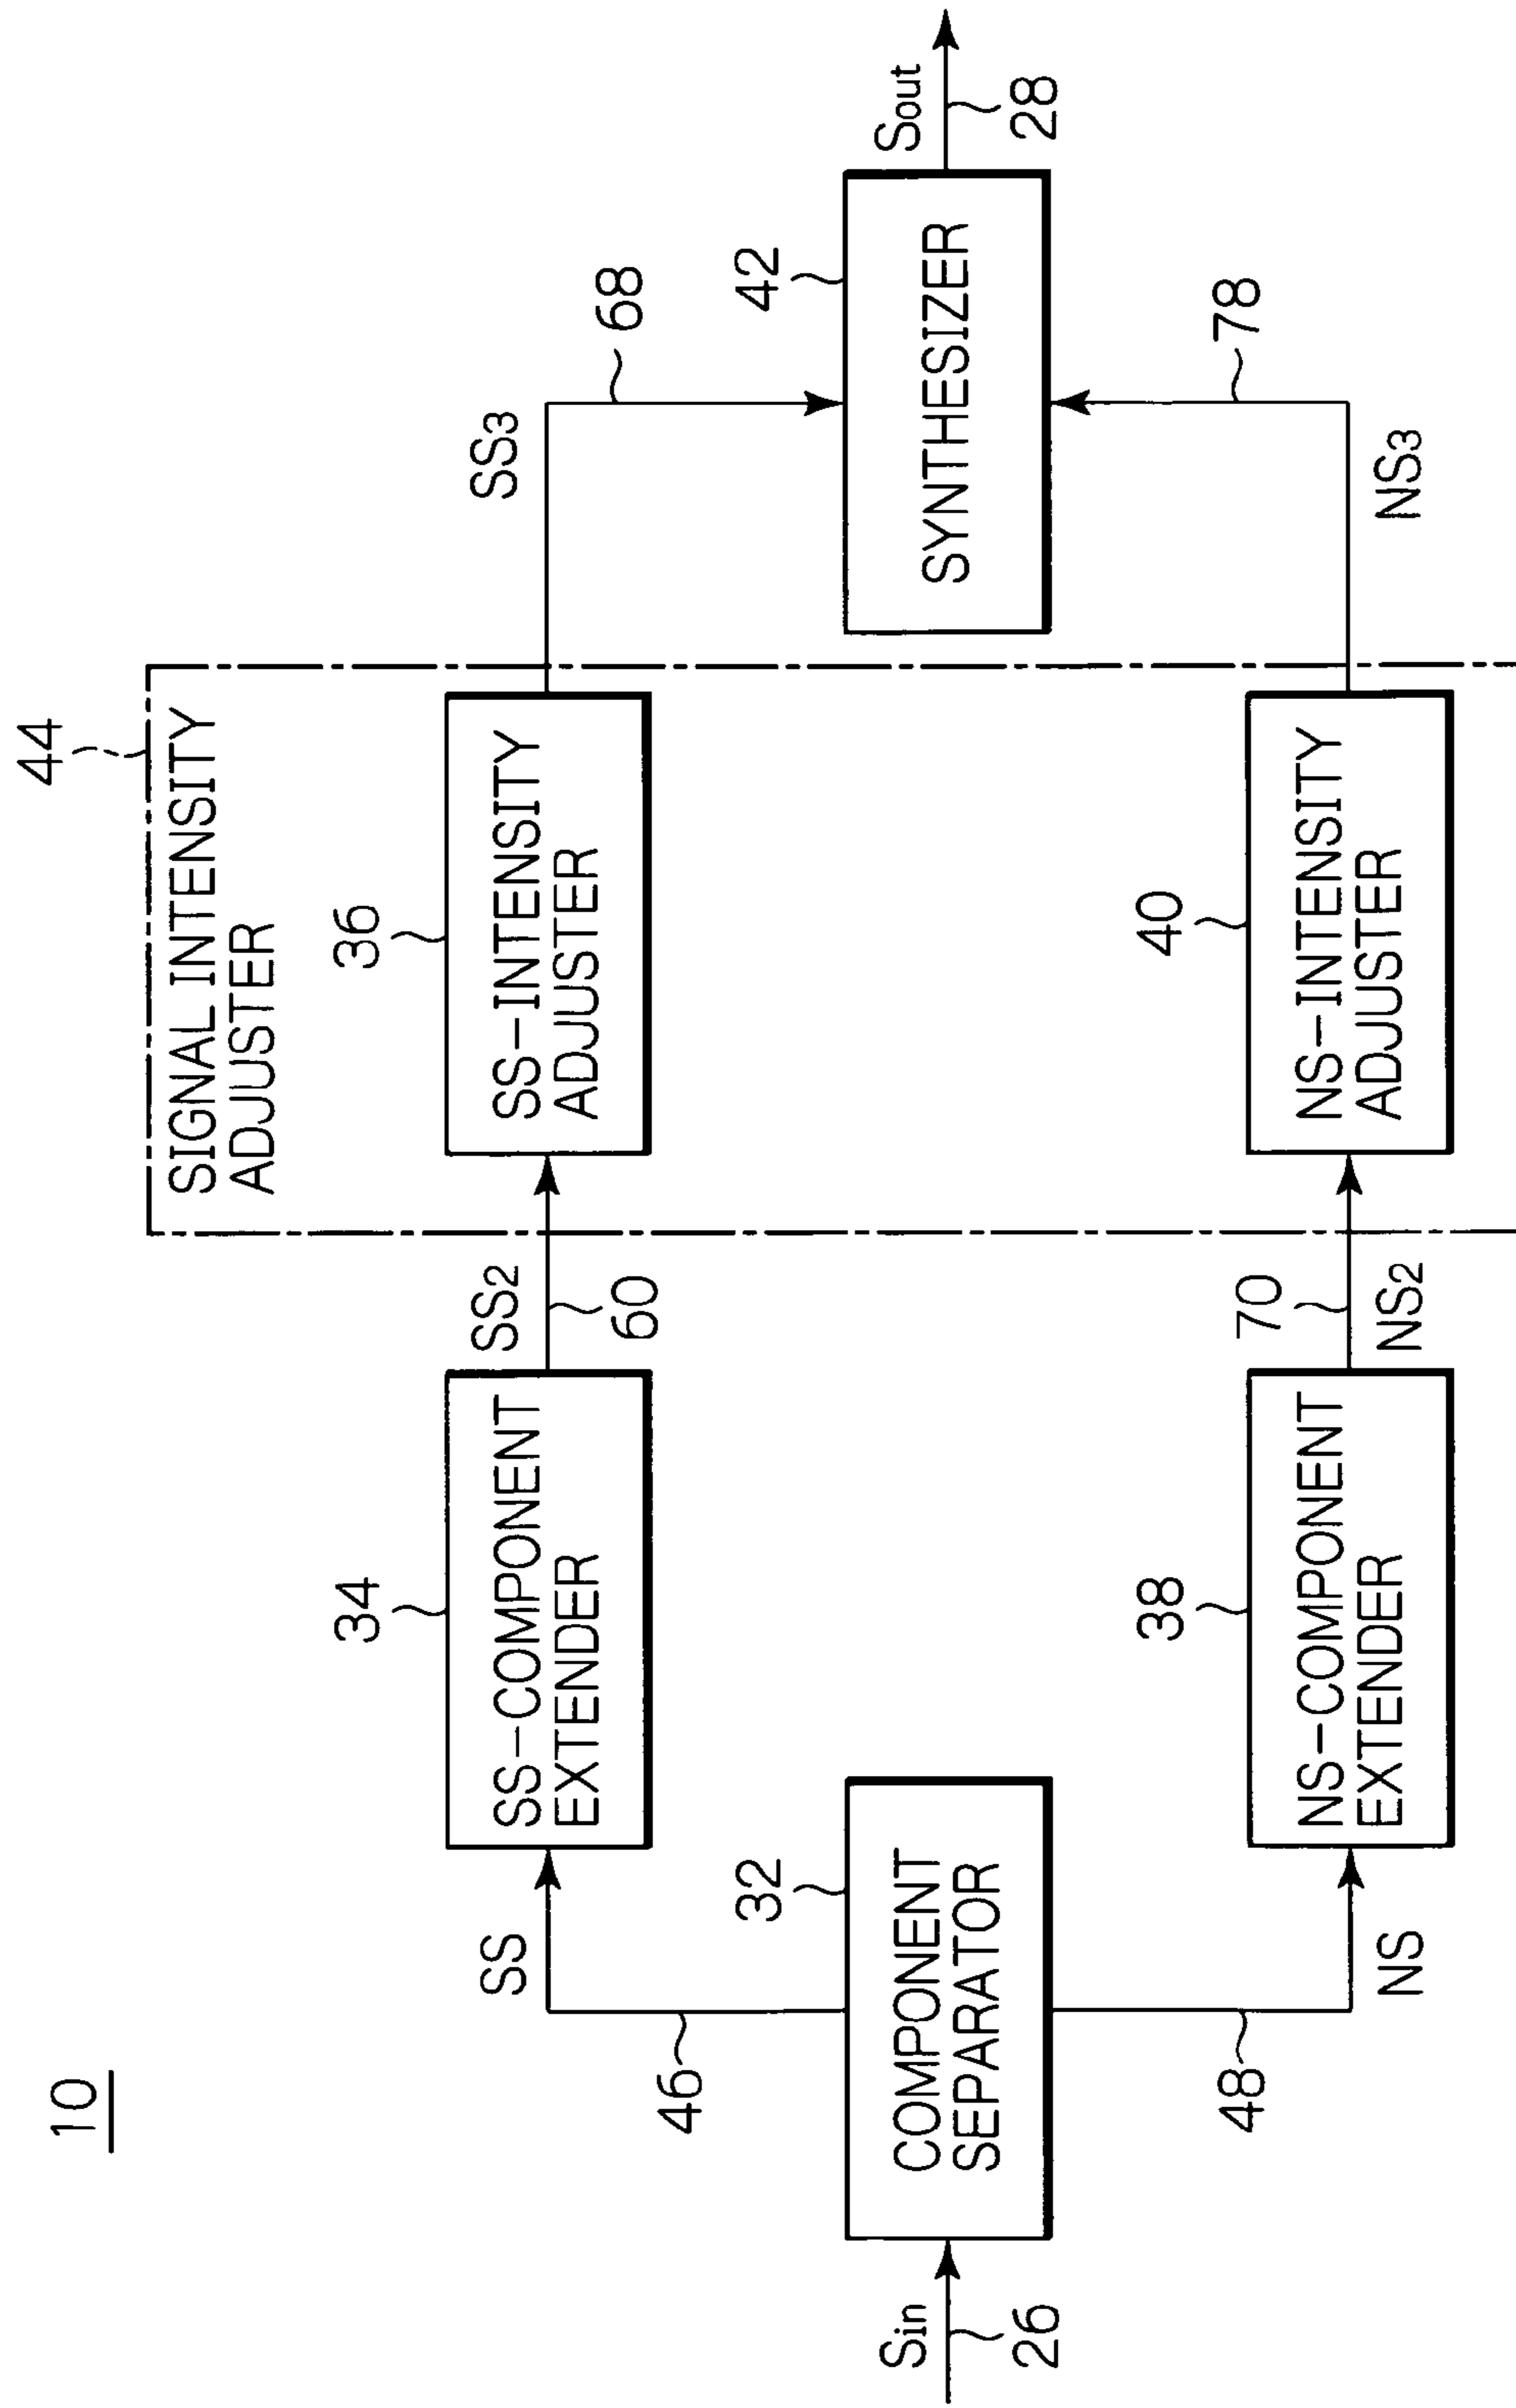 10
44
SIGNAL INTENSITY
ADJUSTER
34
36
SS
SS2
SS3
SS-COMPONENT
EXTENDER
SS-INTENSITY
ADJUSTER
46
60
68
32
42
Sin
COMPONENT
SEPARATOR
SYNTHESIZER
Sout
26
28
48
38
70
40
78
NS-COMPONENT
EXTENDER
NS-INTENSITY
ADJUSTER
NS
NS2
NS3